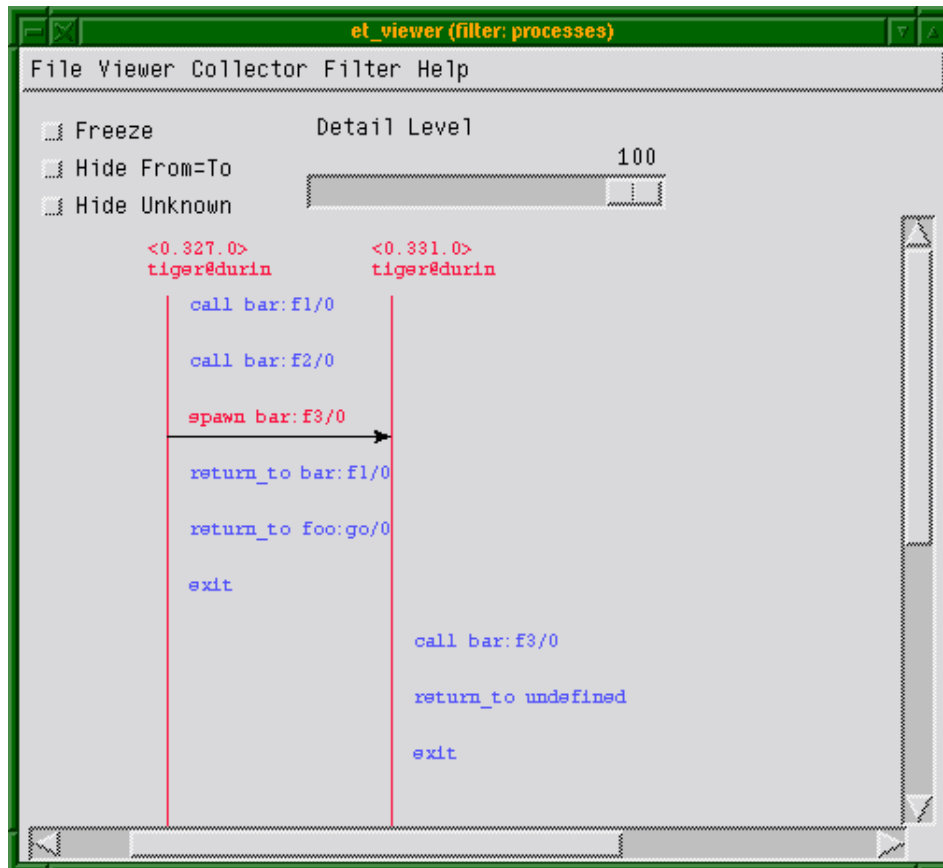 et_viewer (filter: processes)
File Viewer Collector Filter Help
Freeze
Detail Level
Hide From=To
100
Hide Unknown
<0.327.0> <0.331.0>
tiger@durin tiger@durin
call bar:f1/0
call bar:f2/0
spawn bar:f3/0
return_to bar:f1/0
return_to foo:go/0
exit
call bar:f3/0
return_to undefined
exit